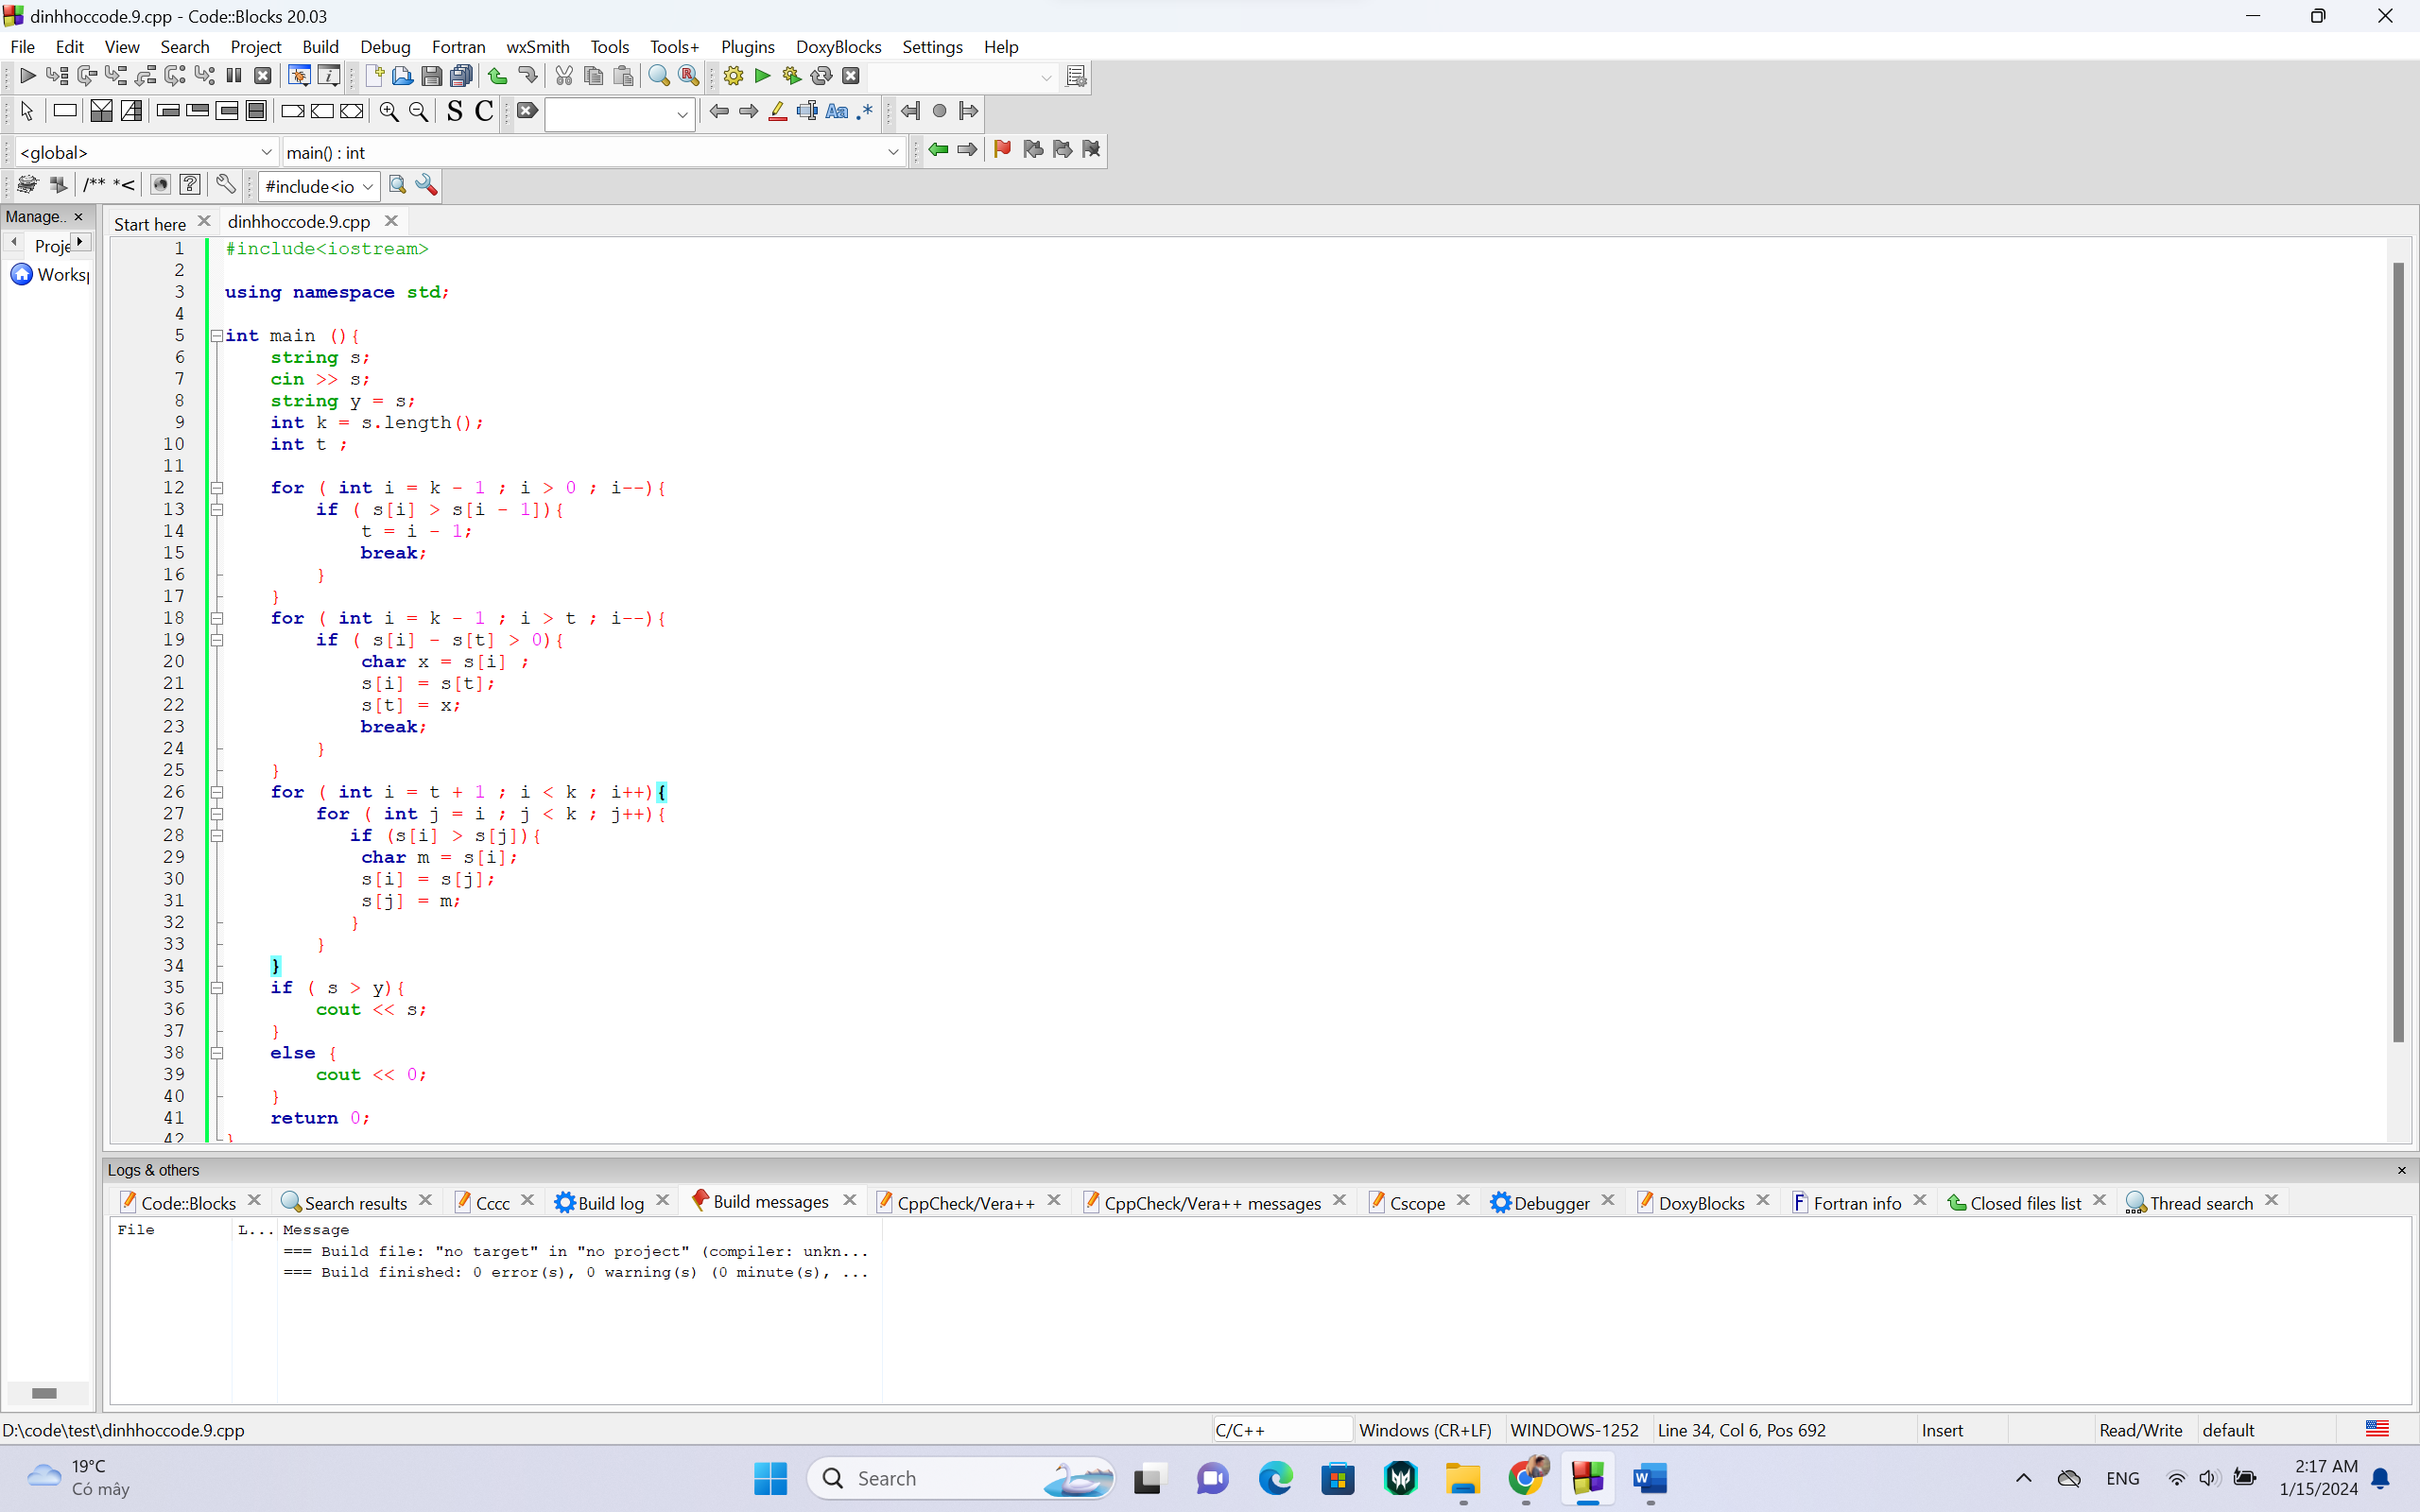 dinhhoccode.9.cpp - Code::Blocks 20.03
File Edit View Search Project Build Debug Fortran wxSmith Tools Tools+ Plugins DoxyBlocks Settings Help
S C
<global> main() : int
/** *< #include<io
Manage..
Start here dinhhoccode.9.cpp
Proje
Worksp
1 #include<iostream>
2
3 using namespace std;
4
5 int main (){
6 string s;
7 cin >> s;
8 string y = s;
9 int k = s.length();
10 int t ;
11
12 for ( int i = k - 1 ; i > 0 ; i--){
13 if ( s[i] > s[i - 1]){
14 t = i - 1;
15 break;
16 }
17 }
18 for ( int i = k - 1 ; i > t ; i--){
19 if ( s[i] - s[t] > 0){
20 char x = s[i] ;
21 s[i] = s[t];
22 s[t] = x;
23 break;
24 }
25 }
26 for ( int i = t + 1 ; i < k ; i++){
27 for ( int j = i ; j < k ; j++){
28 if (s[i] > s[j]){
29 char m = s[i];
30 s[i] = s[j];
31 s[j] = m;
32 }
33 }
34 }
35 if ( s > y){
36 cout << s;
37 }
38 else {
39 cout << 0;
40 }
41 return 0;
42 }
Logs & others
Code::Blocks Search results Cccc Build log Build messages CppCheck/Vera++ CppCheck/Vera++ messages Cscope Debugger DoxyBlocks Fortran info Closed files list Thread search
File L... Message
=== Build file: "no target" in "no project" (compiler: unkn...
=== Build finished: 0 error(s), 0 warning(s) (0 minute(s), ...
D:\code\test\dinhhoccode.9.cpp C/C++ Windows (CR+LF) WINDOWS-1252 Line 34, Col 6, Pos 692 Insert Read/Write default
19°C
Có mây
Search
ENG
2:17 AM
1/15/2024